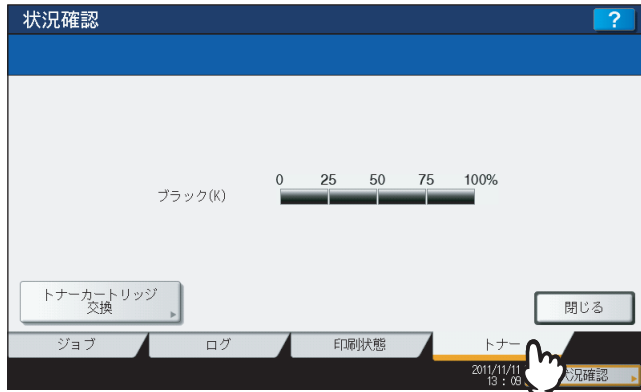 状況確認
?
0 25 50 75 100%
ブラック(K)
トナーカートリッジ
交換
閉じる
ジョブ
ログ
印刷状態
トナー
2011/11/11
13 : 09
況確認